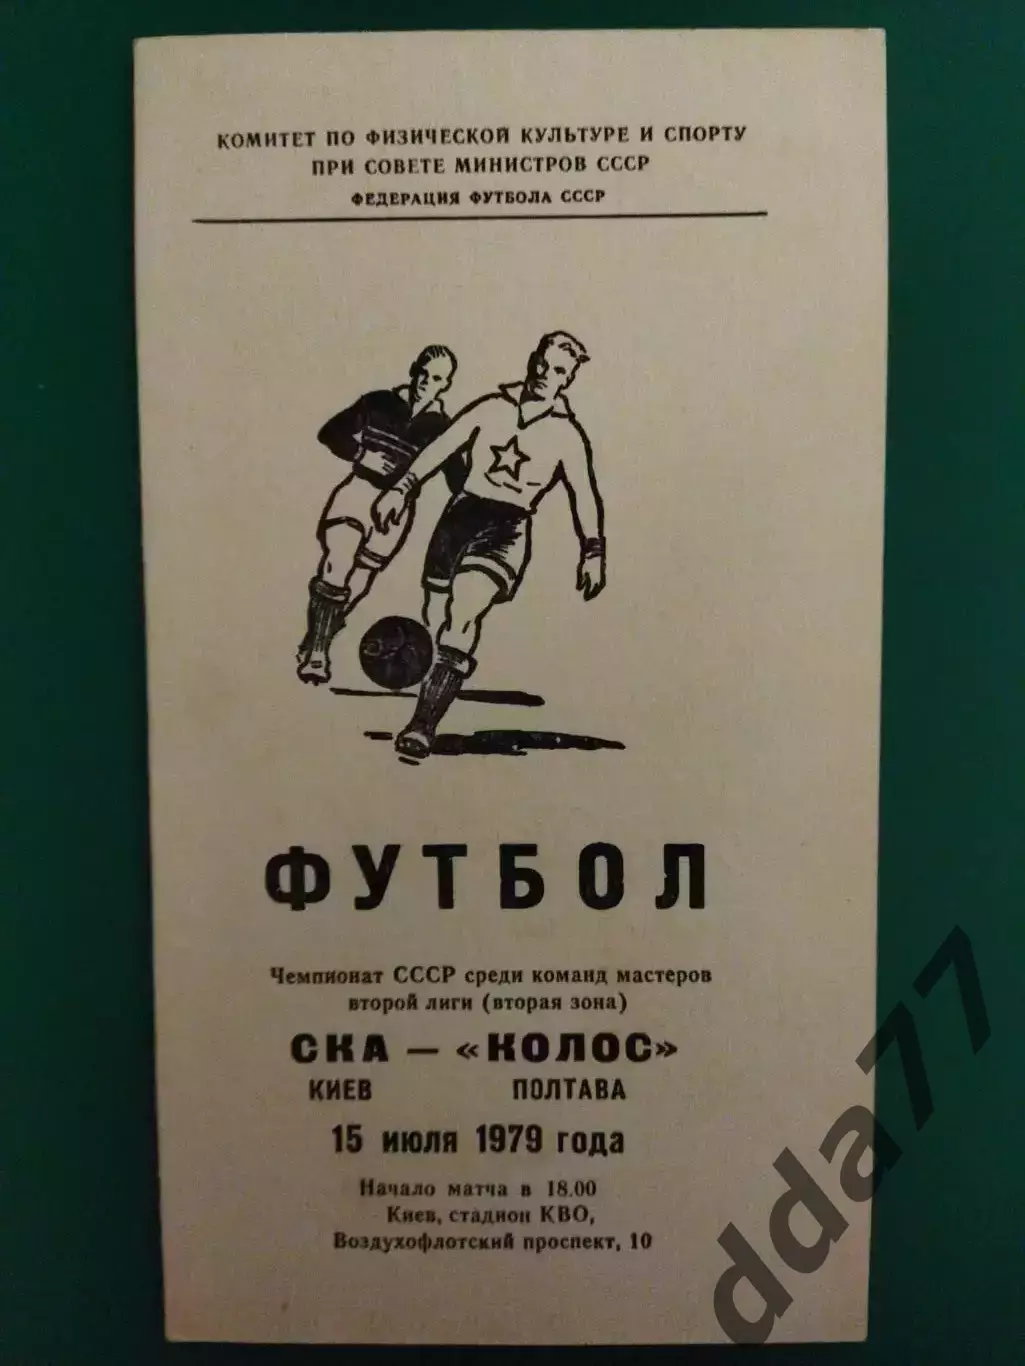 КОМИТЕТ ПО ФИЗИЧЕСКОЙ КУЛЬТУРЕ И СПОРТУ
ПРИ СОВЕТЕ МИНИСТРОВ СССР
ФЕДЕРАЦИЯ ФУТБОЛА СССР
ФУТБОЛ
Чемпионат СССР среди команд мастеров
второй лиги (вторая зона)
СКА — «КОЛОС»
КИЕВ ПОЛТАВА
15 июля 1979 года
Начало матча в 18.00
Киев, стадион КВО,
Воздухофлотский проспект, 10
dda77